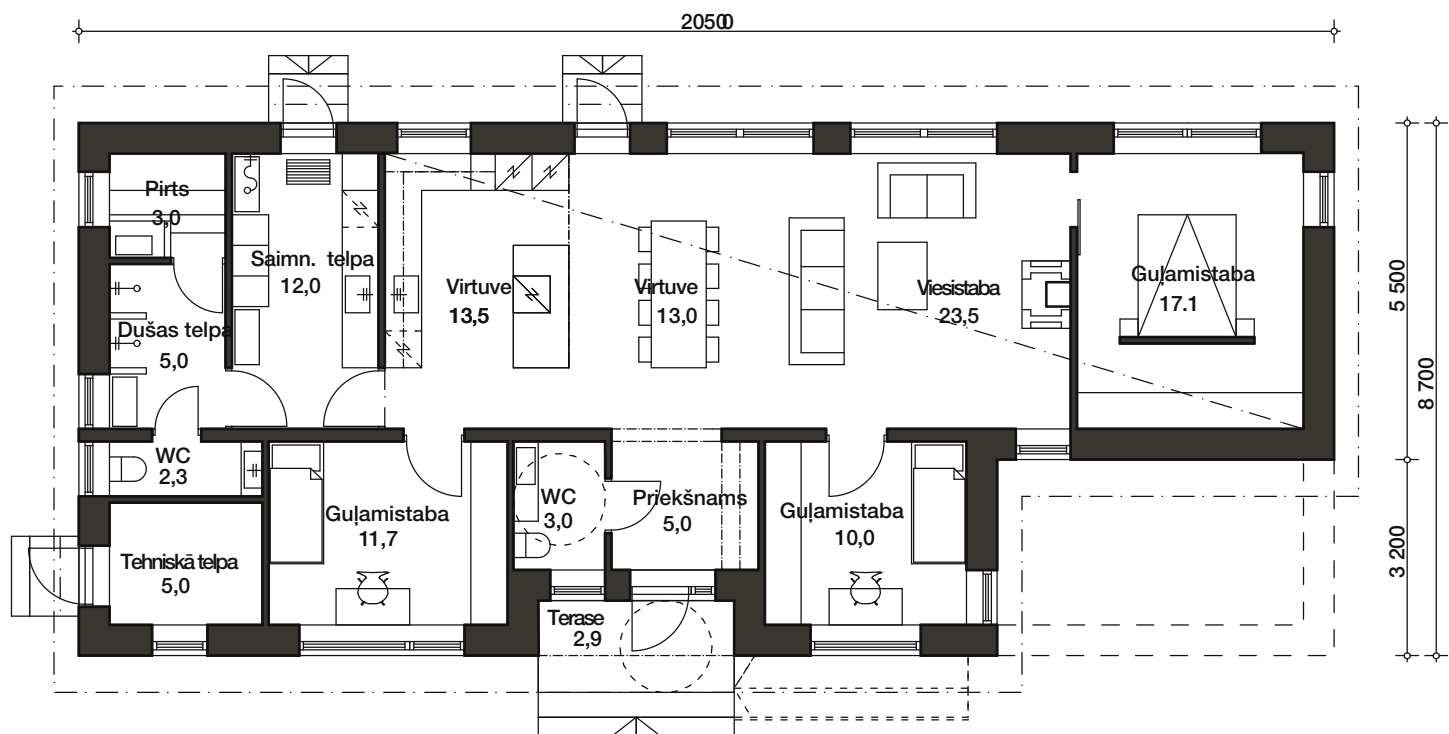 20500
Pirts
3,0
Saimn. telpa
12,0
Virtuve
13,5
Virtuve
13,0
Viesistaba
23,5
Guļamistaba
17.1
Dušas telpa
5,0
WC
2,3
Guļamistaba
11,7
WC
3,0
Priekšnams
5,0
Guļamistaba
10,0
Tehniskā telpa
5,0
Terase
2,9
5 500
8 700
3 200